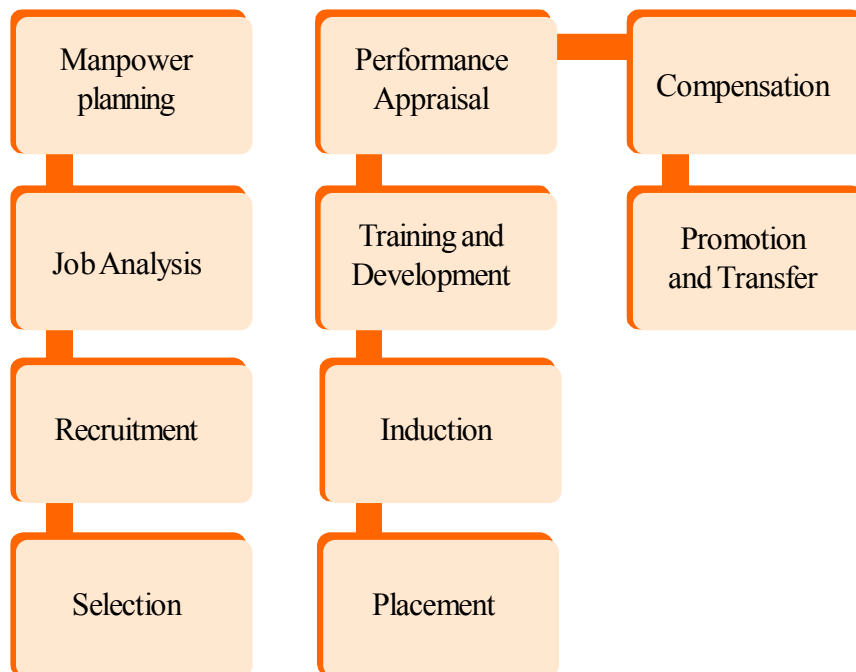 Manpower
planning
Job Analysis
Recruitment
Selection
Performance
Appraisal
Training and
Development
Induction
Placement
Compensation
Promotion
and Transfer